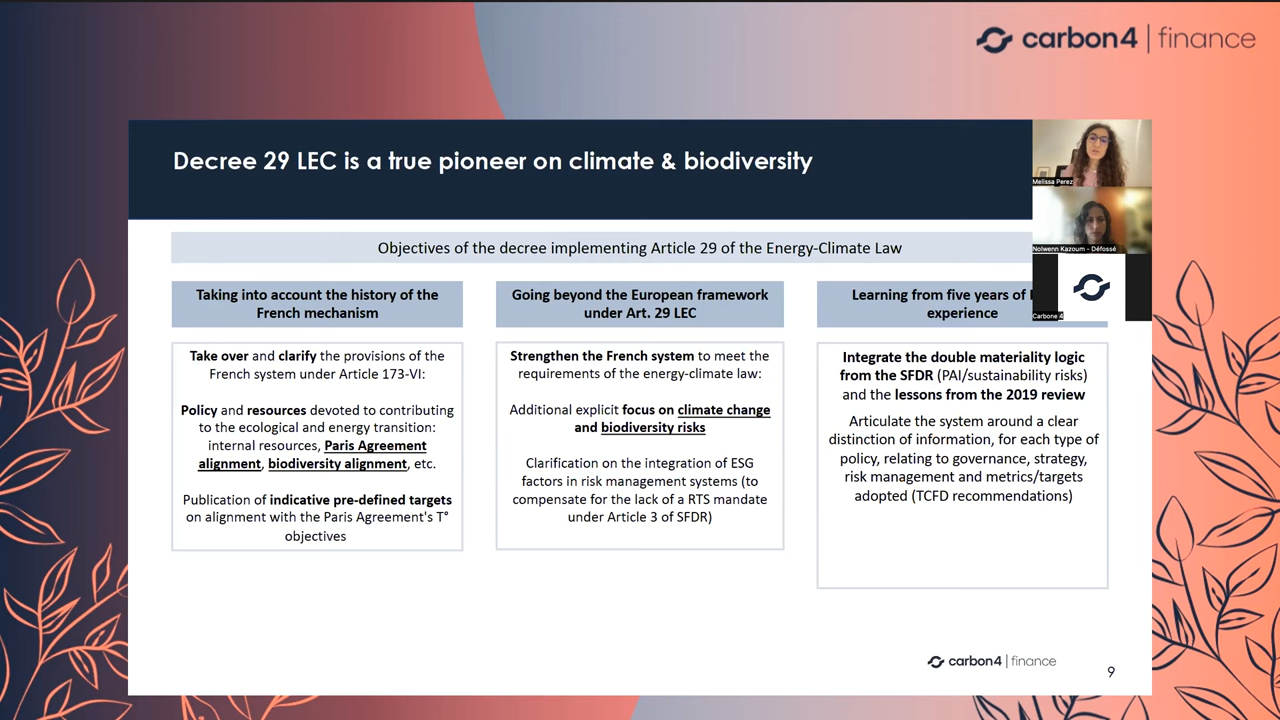 carbon4 | finance
Decree 29 LEC is a true pioneer on climate & biodiversity
Melissa Perez
Nolwenn Kazoum - Défossé
Carbone 4
Objectives of the decree implementing Article 29 of the Energy-Climate Law
Taking into account the history of the
French mechanism
Take over and clarify the provisions of the
French system under Article 173-VI:
Policy and resources devoted to contributing
to the ecological and energy transition:
internal resources, Paris Agreement
alignment, biodiversity alignment, etc.
Publication of indicative pre-defined targets
on alignment with the Paris Agreement's T°
objectives
Going beyond the European framework
under Art. 29 LEC
Strengthen the French system to meet the
requirements of the energy-climate law:
Additional explicit focus on climate change
and biodiversity risks
Clarification on the integration of ESG
factors in risk management systems (to
compensate for the lack of a RTS mandate
under Article 3 of SFDR)
Learning from five years of
experience
Integrate the double materiality logic
from the SFDR (PAI/sustainability risks)
and the lessons from the 2019 review
Articulate the system around a clear
distinction of information, for each type of
policy, relating to governance, strategy,
risk management and metrics/targets
adopted (TCFD recommendations)
carbon4 | finance
9